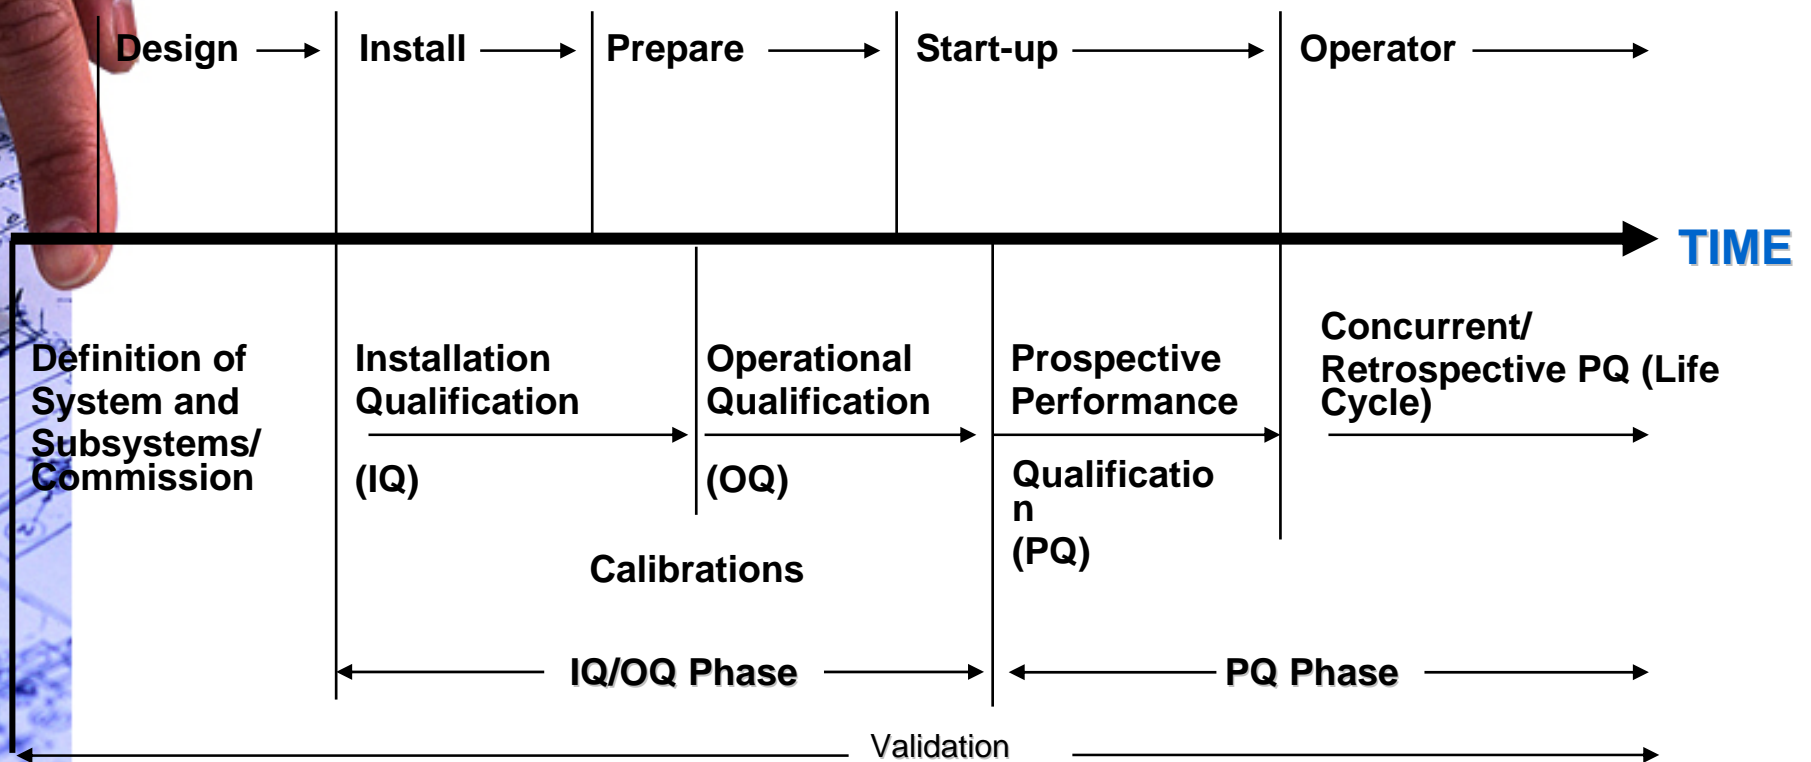 Design
Install
Prepare
Start-up
Operator
TIME
Definition of
System and
Subsystems/
Commission
Installation
Qualification
(IQ)
Operational
Qualification
(OQ)
Prospective
Performance
Qualificatio
n
(PQ)
Concurrent/
Retrospective PQ (Life
Cycle)
Calibrations
IQ/OQ Phase
PQ Phase
Validation